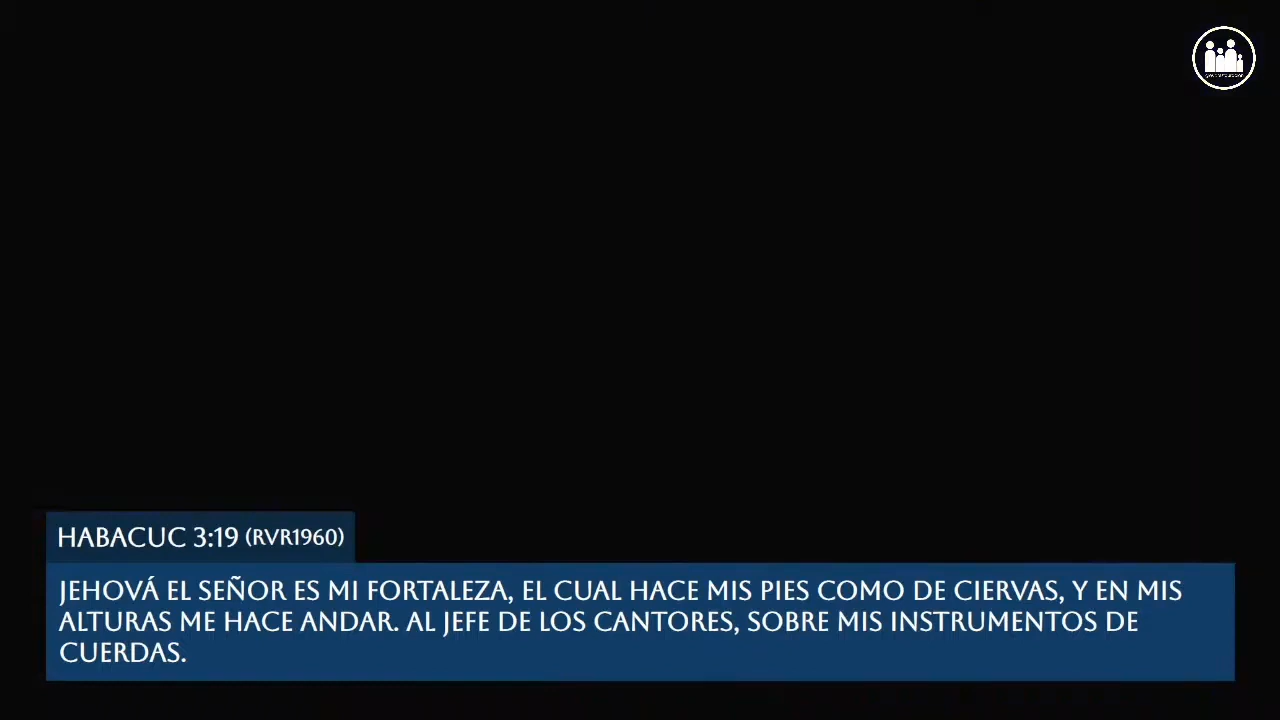 HABACUC 3:19 (RVR1960)
JEHOVÁ EL SEÑOR ES MI FORTALEZA, EL CUAL HACE MIS PIES COMO DE CIERVAS, Y EN MIS
ALTURAS ME HACE ANDAR. AL JEFE DE LOS CANTORES, SOBRE MIS INSTRUMENTOS DE
CUERDAS.